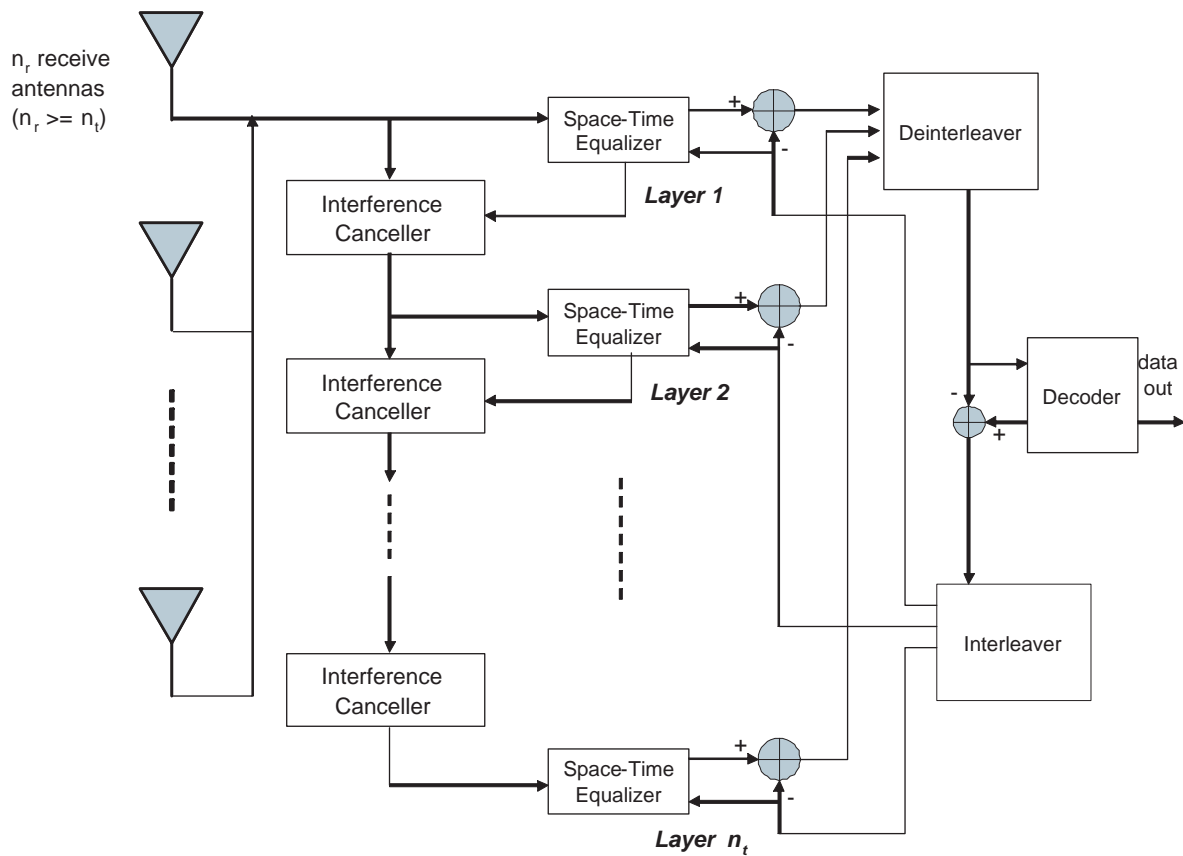 n_r receive
antennas
(n_r >= n_t)
Space-Time
Equalizer
+
-
Layer 1
Deinterleaver
Interference
Canceller
Space-Time
Equalizer
+
-
Layer 2
Interference
Canceller
-
+
Decoder
data
out
Interleaver
Interference
Canceller
Space-Time
Equalizer
+
-
Layer n_t